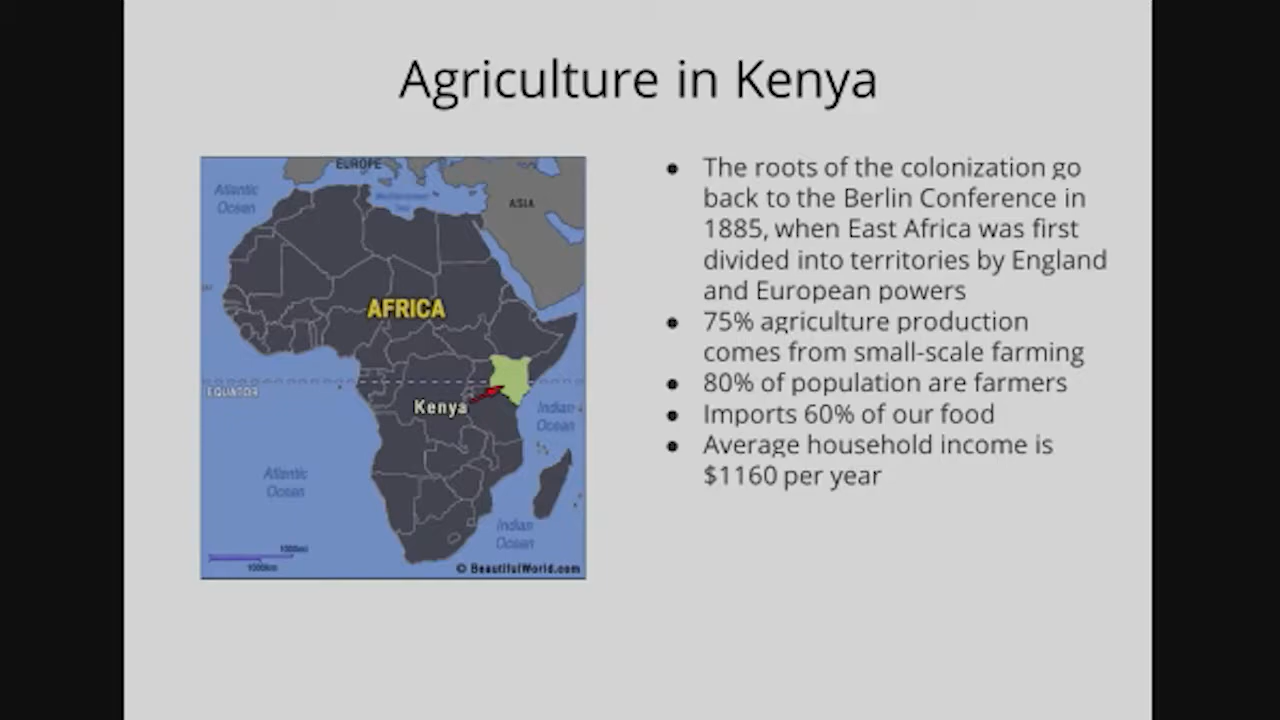 Agriculture in Kenya
EUROPE
Atlantic
Ocean
ASIA
AFRICA
EQUATOR
Kenya
Indian
Ocean
Atlantic
Ocean
Indian
Ocean
1000mi
1000km
© BeautifulWorld.com
● The roots of the colonization go
back to the Berlin Conference in
1885, when East Africa was first
divided into territories by England
and European powers
● 75% agriculture production
comes from small-scale farming
● 80% of population are farmers
● Imports 60% of our food
● Average household income is
$1160 per year